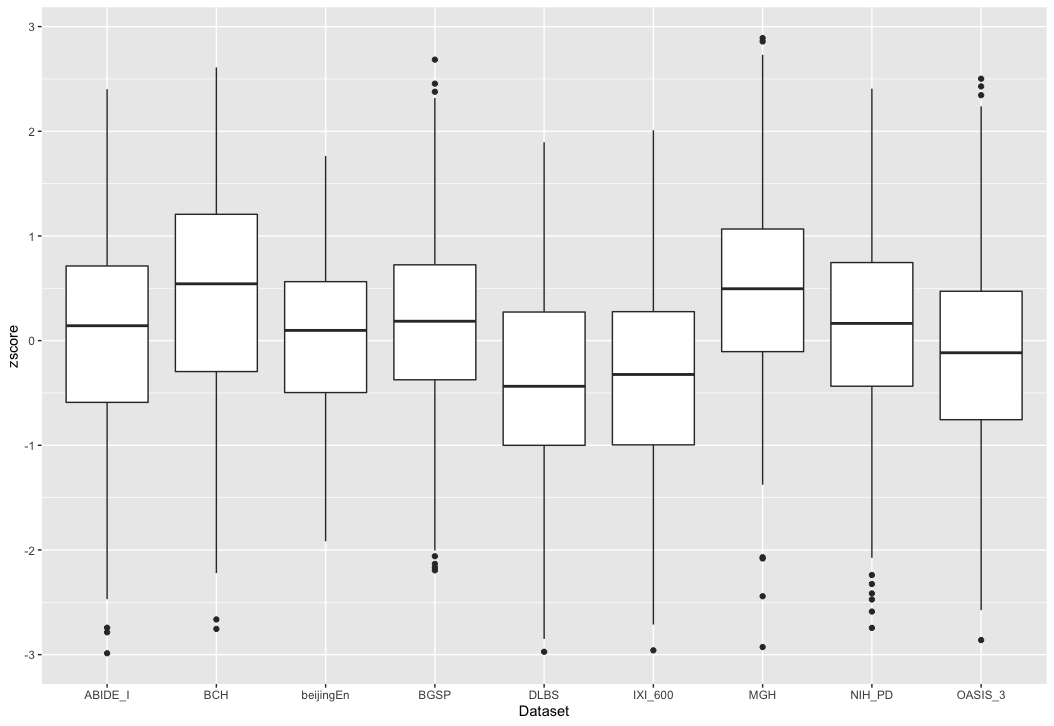 3
2
1
0
-1
-2
-3
zscore
ABIDE_I BCH beijingEn BGSP DLBS IXI_600 MGH NIH_PD OASIS_3
Dataset